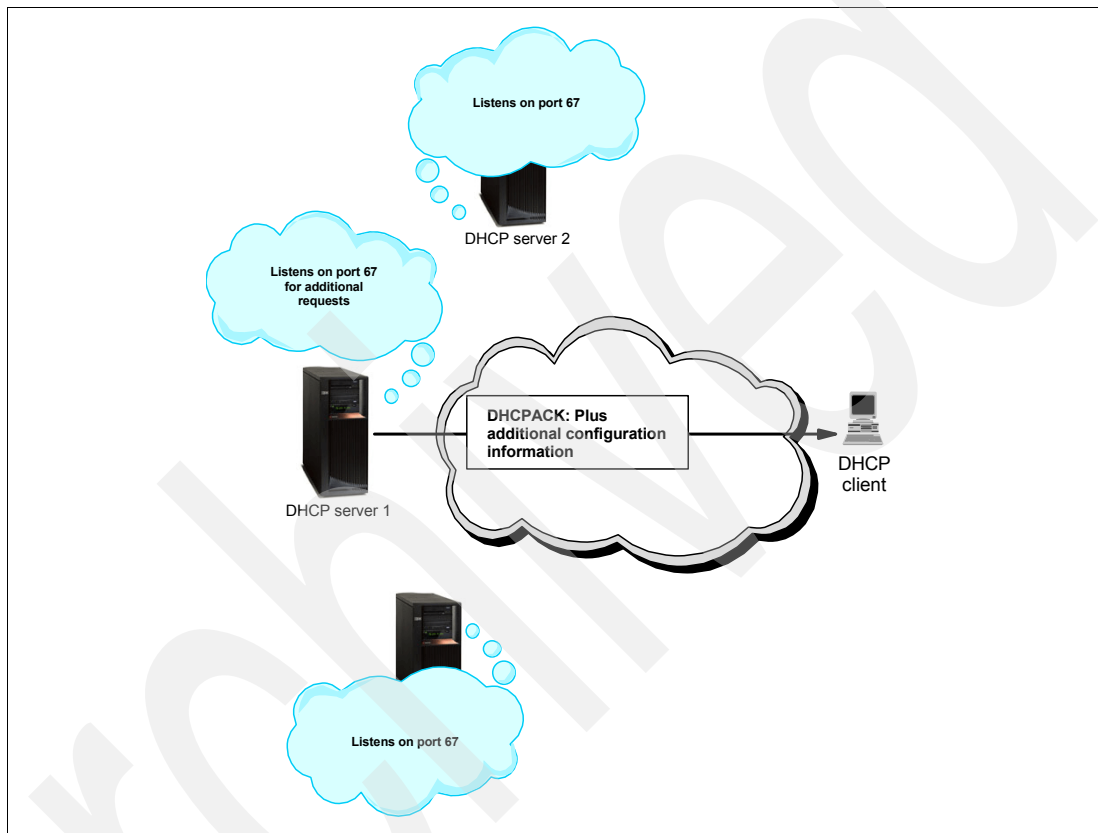 Listens on port 67
DHCP server 2
Listens on port 67
for additional
requests
DHCPACK: Plus
additional configuration
information
DHCP
client
DHCP server 1
Listens on port 67